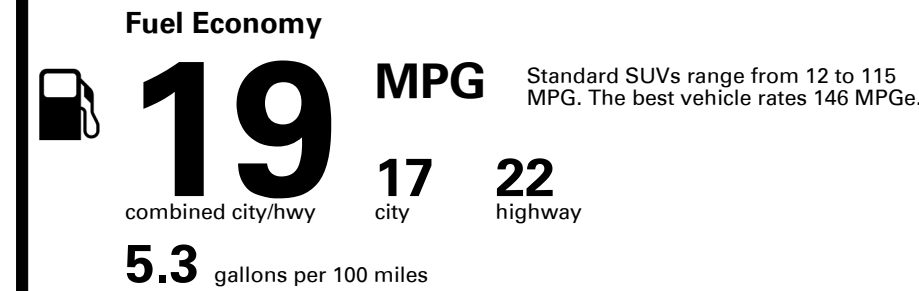 Fuel Economy
19 MPG
Standard SUVs range from 12 to 115
MPG. The best vehicle rates 146 MPGe.
17 22
combined city/hwy city highway
5.3 gallons per 100 miles